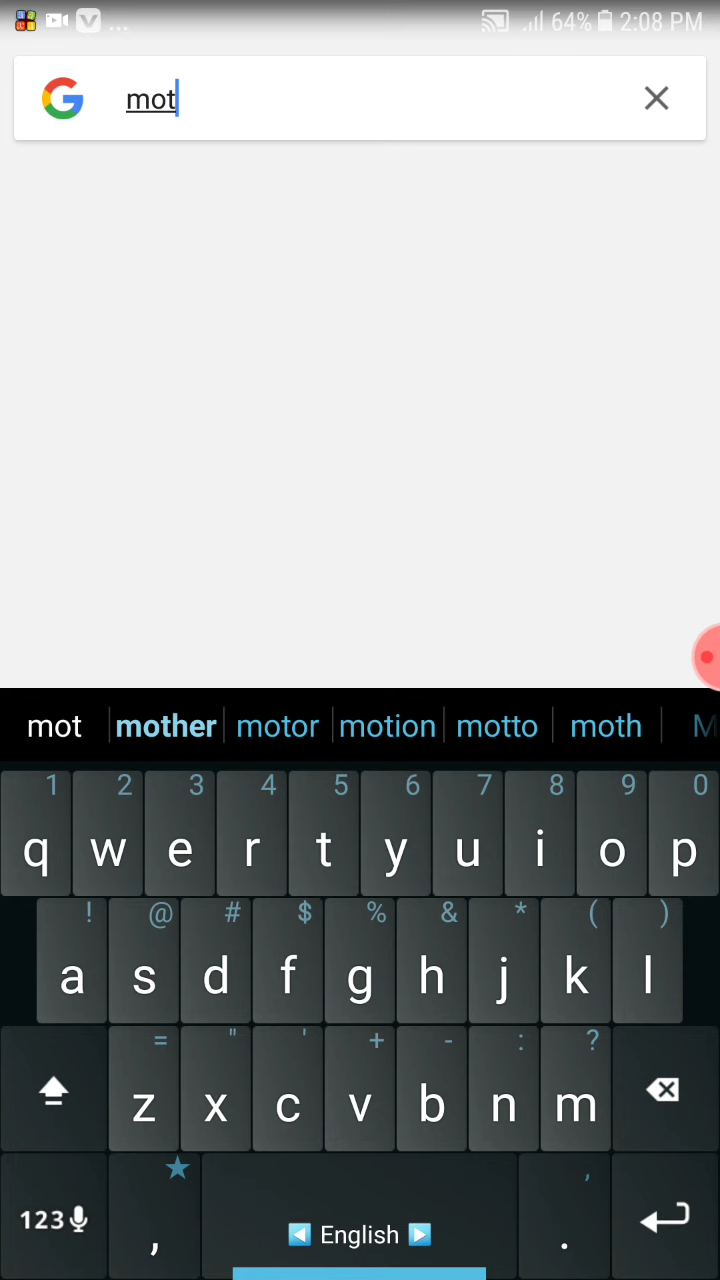 ... 64% 2:08 PM
mot
mot mother motor motion motto moth M
1 2 3 4 5 6 7 8 9 0
q w e r t y u i o p
! @ # $ % & * ( )
a s d f g h j k l
= " ' + - : ?
z x c v b n m
★ ,
123 , ◀ English ▶ .